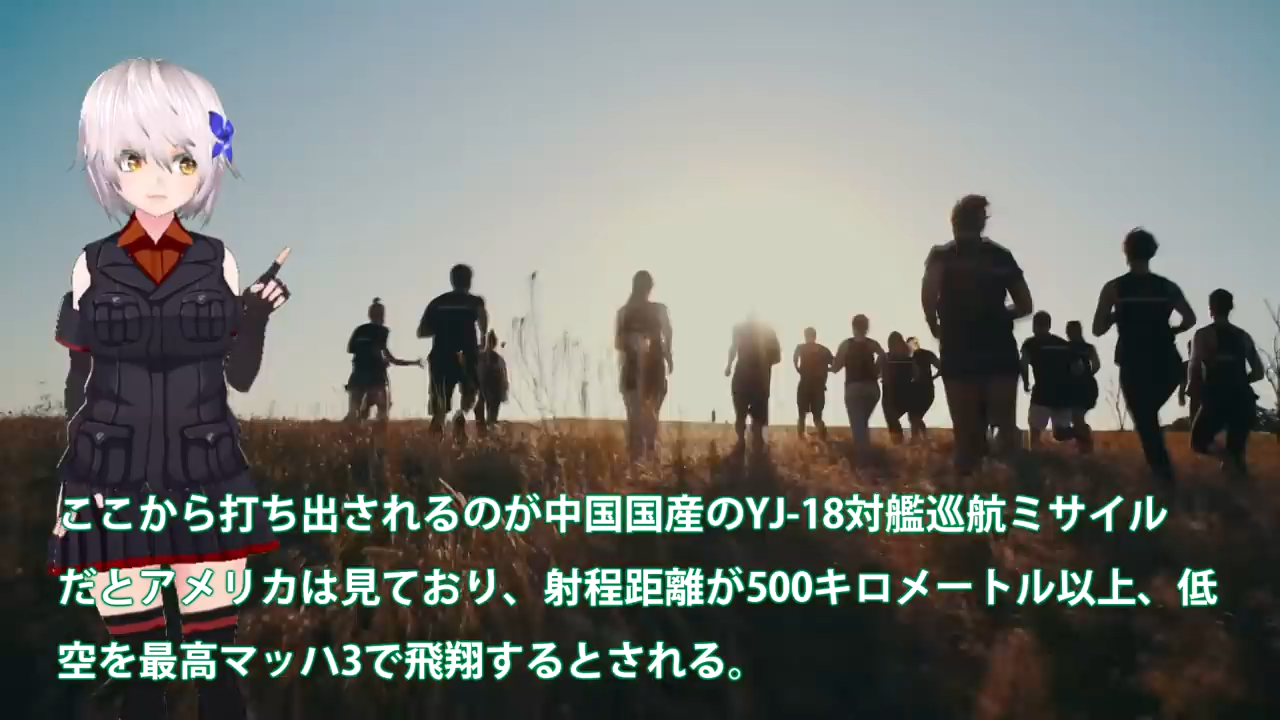 ここから打ち出されるのが中国国産のYJ-18対艦巡航ミサイル
だとアメリカは見ており、射程距離が500キロメートル以上、低
空を最高マッハ3で飛翔するとされる。